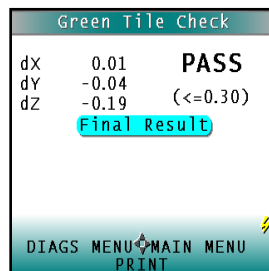 Green Tile Check
dX 0.01 PASS
dY -0.04 (<=0.30)
dZ -0.19
Final Result
DIAGS MENU MAIN MENU
PRINT